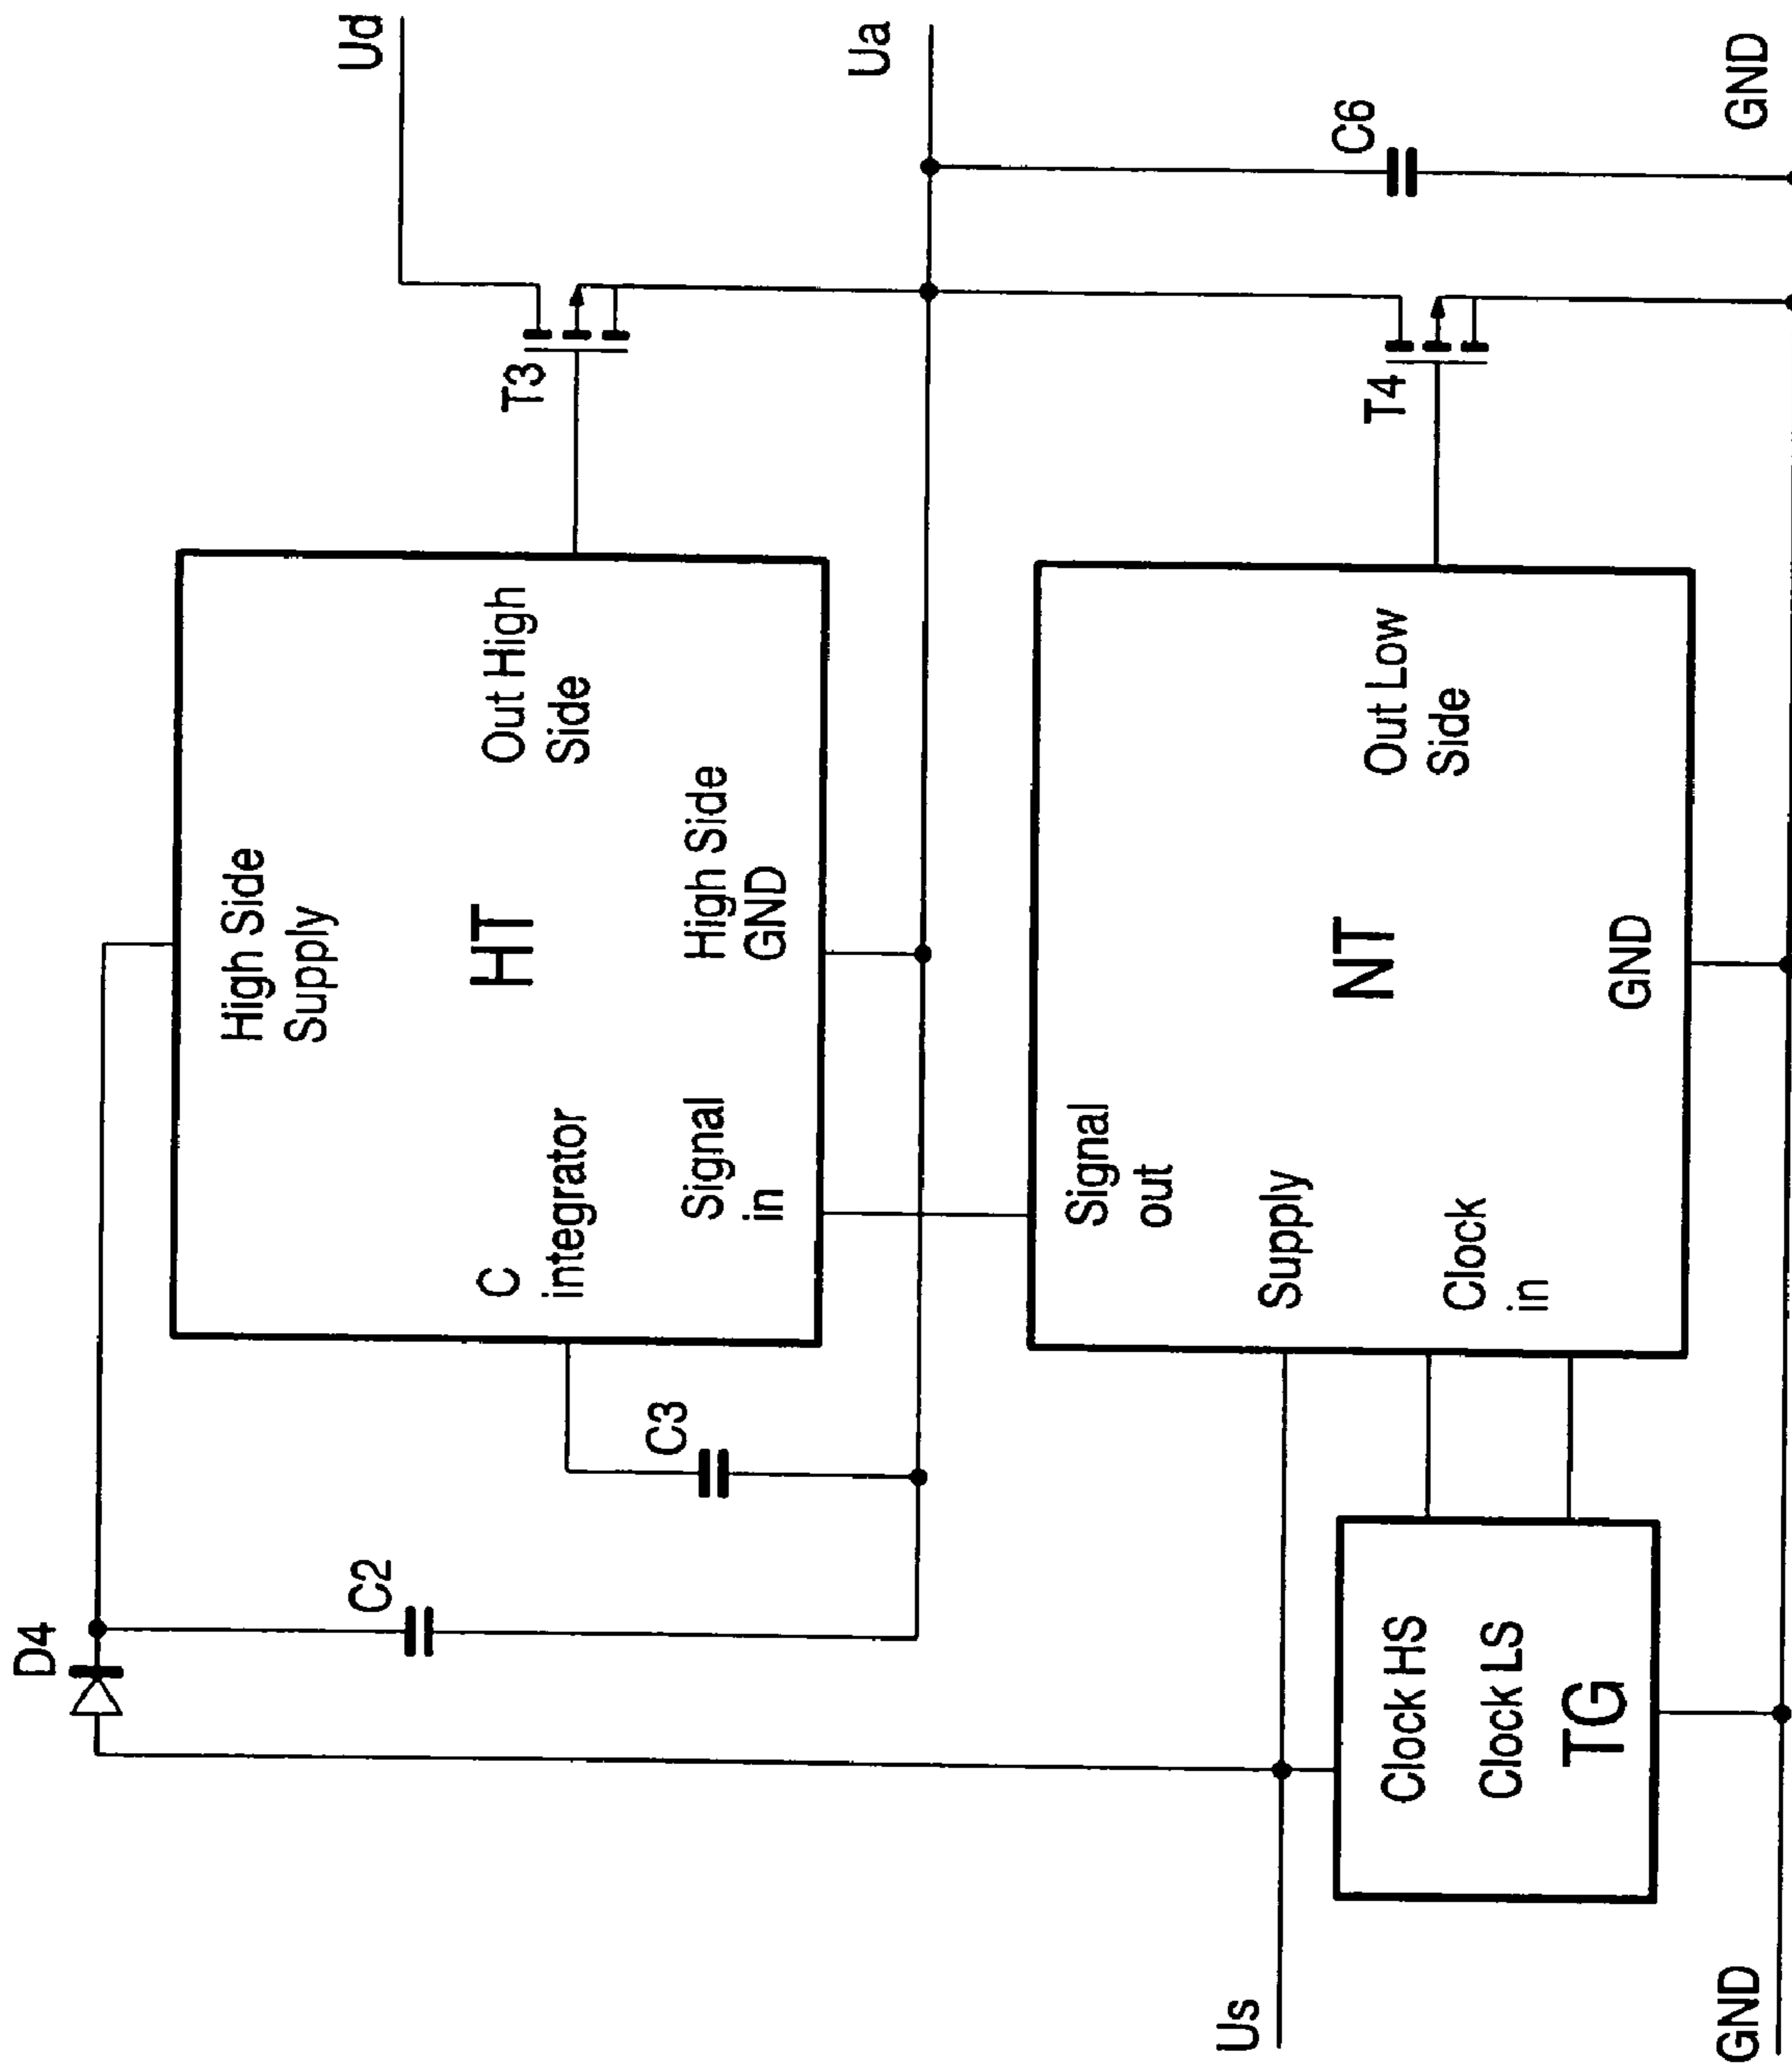 D4
Ud
C2
High Side
Supply
HT
Out High
Side
T3
C
integrator
C3
Signal
in
High Side
GND
Ua
Signal
out
Us
Supply
NT
Out Low
Side
T4
C6
Clock HS
Clock LS
TG
Clock
in
GND
GND
GND